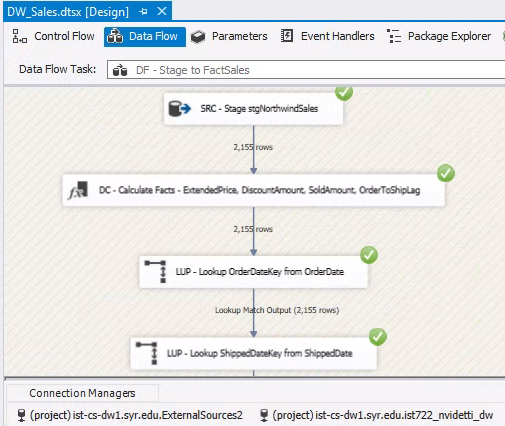 DW_Sales.dtsx [Design]
Control Flow Data Flow Parameters Event Handlers Package Explorer
Data Flow Task: DF - Stage to FactSales
SRC - Stage stgNorthwindSales
2,155 rows
DC - Calculate Facts - ExtendedPrice, DiscountAmount, SoldAmount, OrderToShipLag
2,155 rows
LUP - Lookup OrderDateKey from OrderDate
Lookup Match Output (2,155 rows)
LUP - Lookup ShippedDateKey from ShippedDate
Connection Managers
(project) ist-cs-dw1.syr.edu.ExternalSources2 (project) ist-cs-dw1.syr.edu.ist722_nvidetti_dw